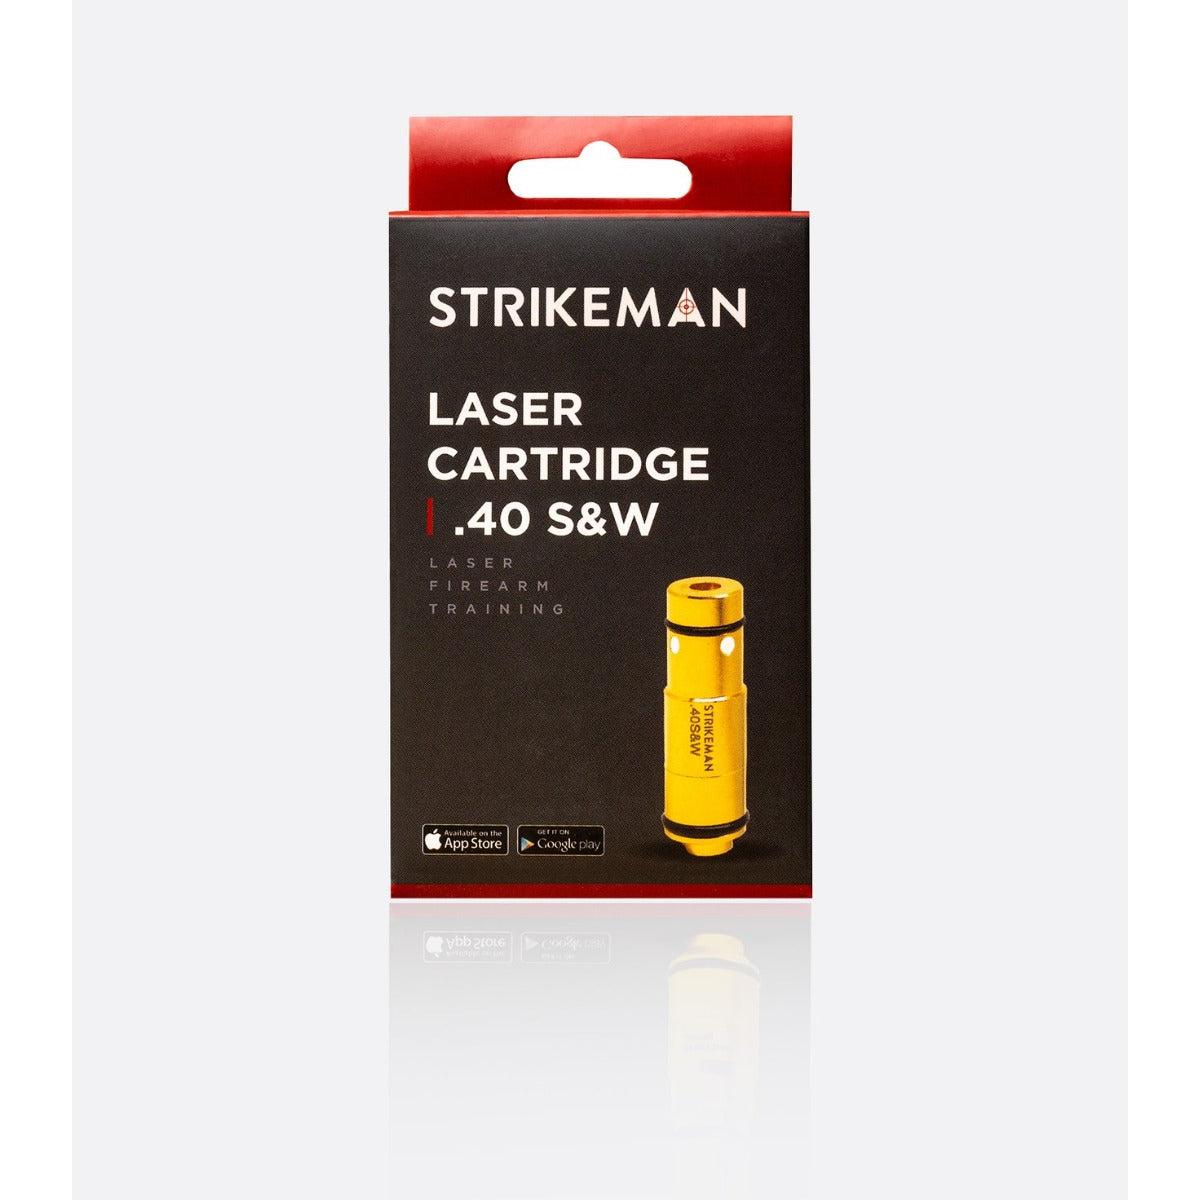 STRIKEMAN
LASER
CARTRIDGE
.40 S&W
LASER
FIREARM
TRAINING
STRIKEMAN
.40S&W
Available on the
App Store
GET IT ON
Google play